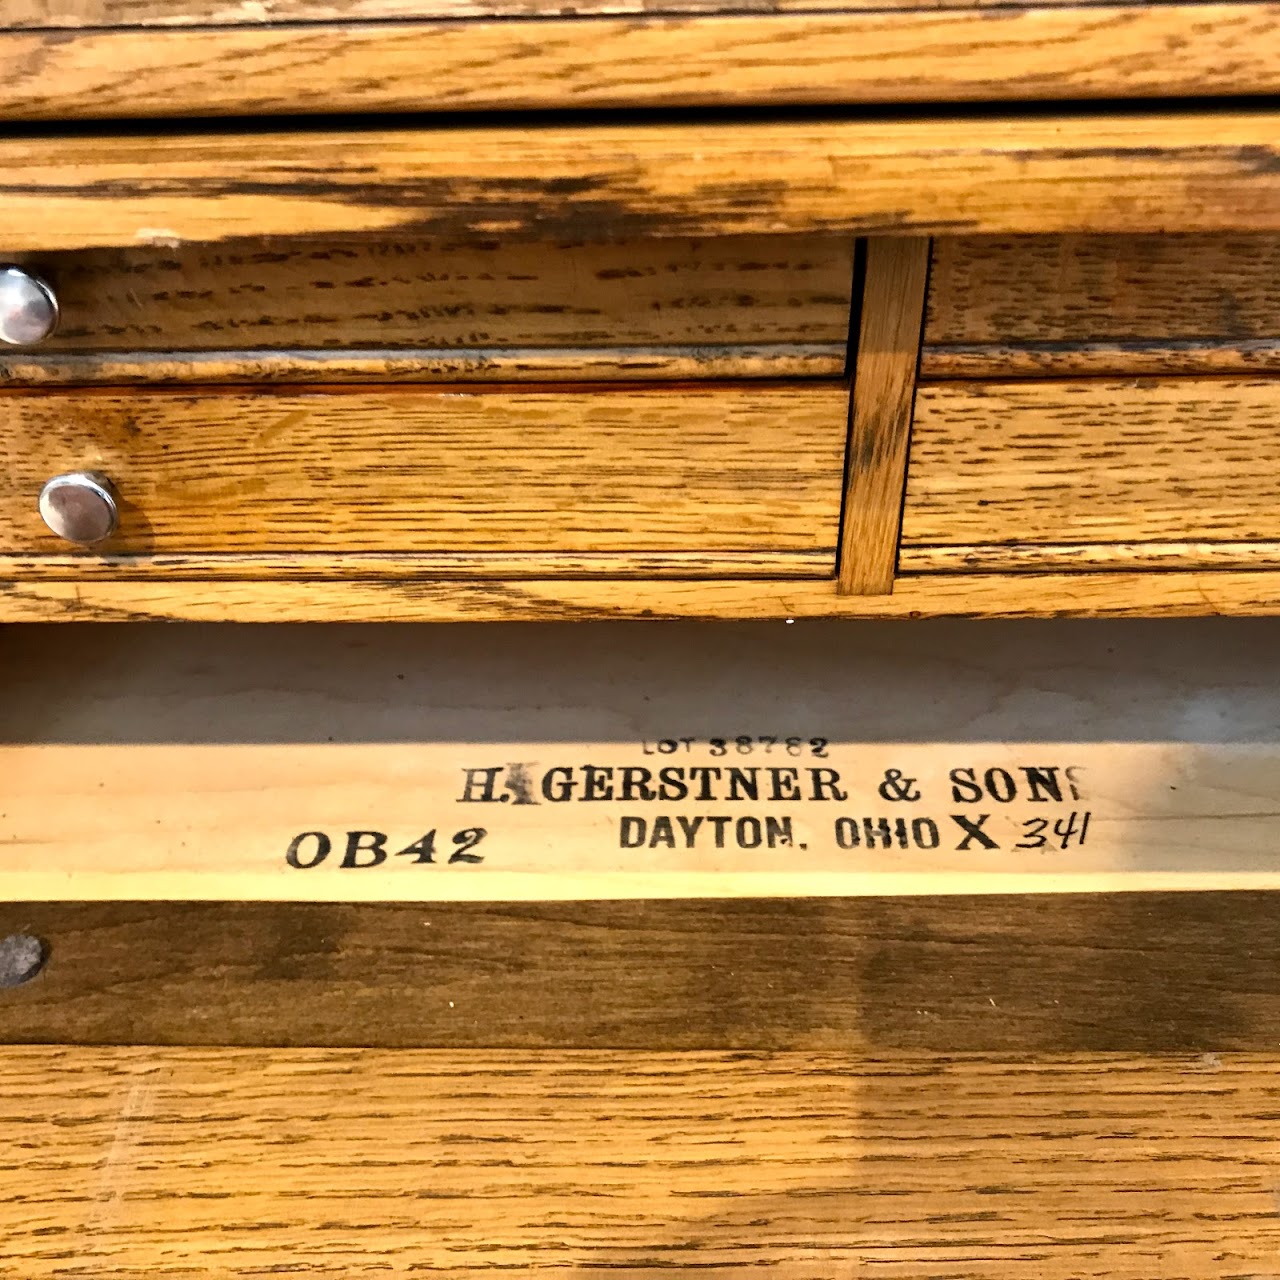 LOT 38782
H. GERSTNER & SONS
DAYTON, OHIO X 341
OB42